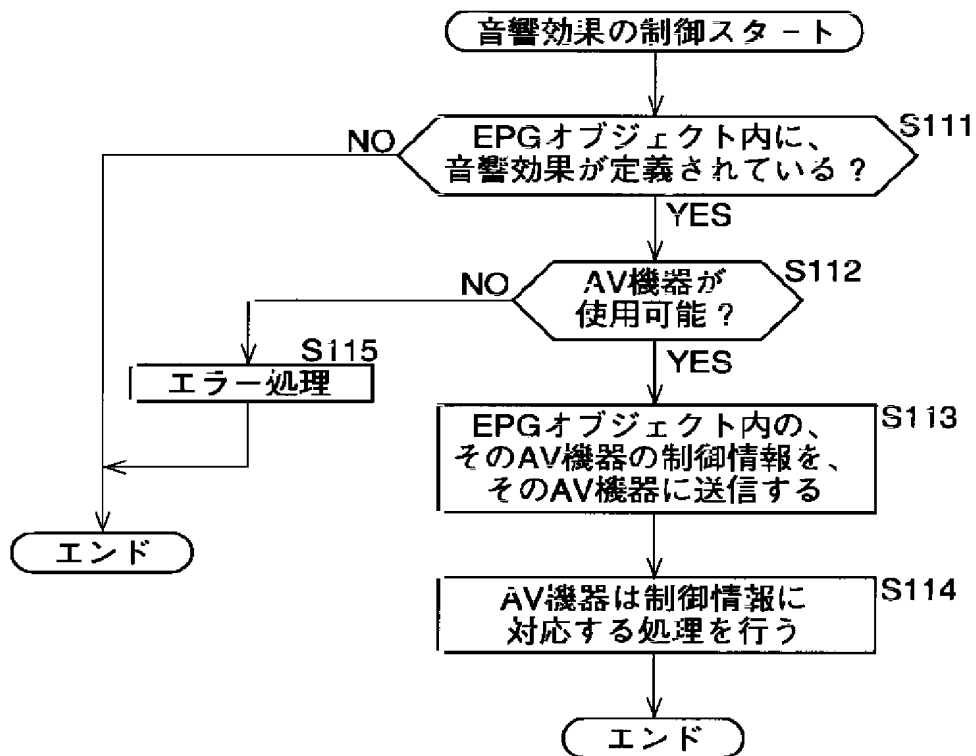 音響効果の制御スタート
S111
NO
EPGオブジェクト内に、
音響効果が定義されている？
YES
S112
NO
AV機器が
使用可能？
YES
S115
エラー処理
S113
EPGオブジェクト内の、
そのAV機器の制御情報を、
そのAV機器に送信する
エンド
S114
AV機器は制御情報に
対応する処理を行う
エンド